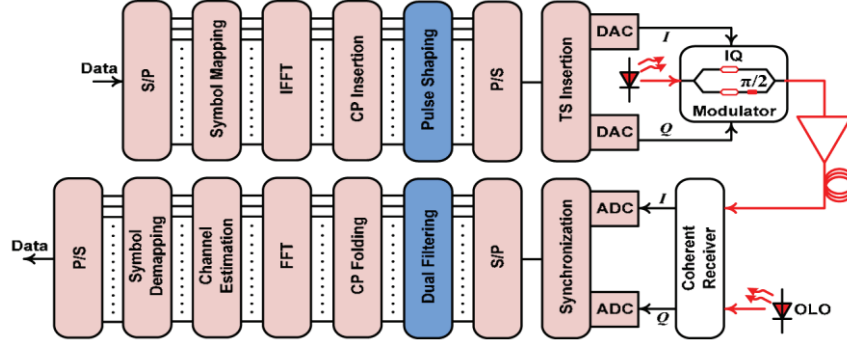 Data
S/P
Symbol Mapping
IFFT
CP Insertion
Pulse Shaping
P/S
TS Insertion
DAC
DAC
I
Q
IQ
π/2
Modulator
Data
P/S
Symbol
Demapping
Channel
Estimation
FFT
CP Folding
Dual Filtering
S/P
Synchronization
ADC
ADC
I
Q
Coherent
Receiver
OLO